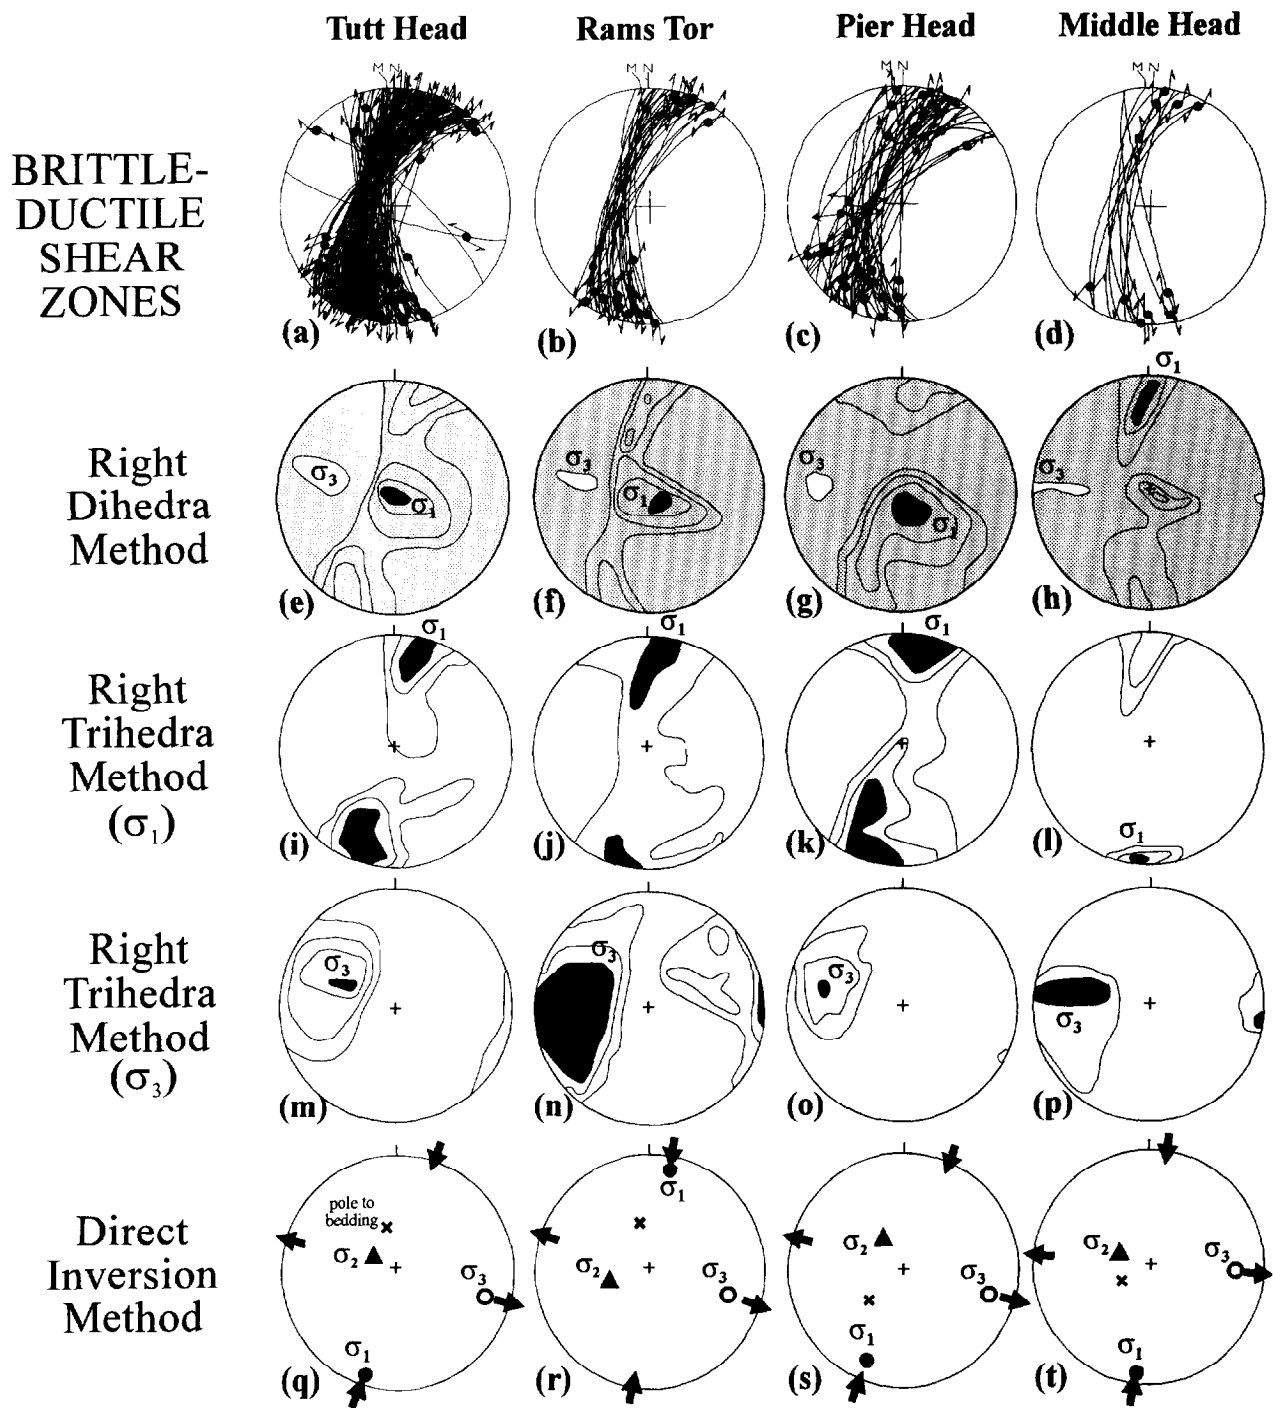 Tutt Head Rams Tor Pier Head Middle Head
M N M N M N M N
BRITTLE-
DUCTILE
SHEAR
ZONES
(a) (b) (c) (d)
σ1
Right
Dihedra
Method
σ3 σ1 σ3 σ1 σ3 σ1 σ3
(e) (f) (g) (h)
σ1 σ1 σ1
Right
Trihedra
Method
(σ1)
σ1
(i) (j) (k) (l)
Right
Trihedra
Method
(σ3)
σ3 σ3 σ3 σ3
(m) (n) (o) (p)
Direct
Inversion
Method
pole to
bedding
σ2 σ3 σ1
σ1 σ2 σ3
σ2 σ3 σ1
σ2 σ3 σ1
(q) (r) (s) (t)